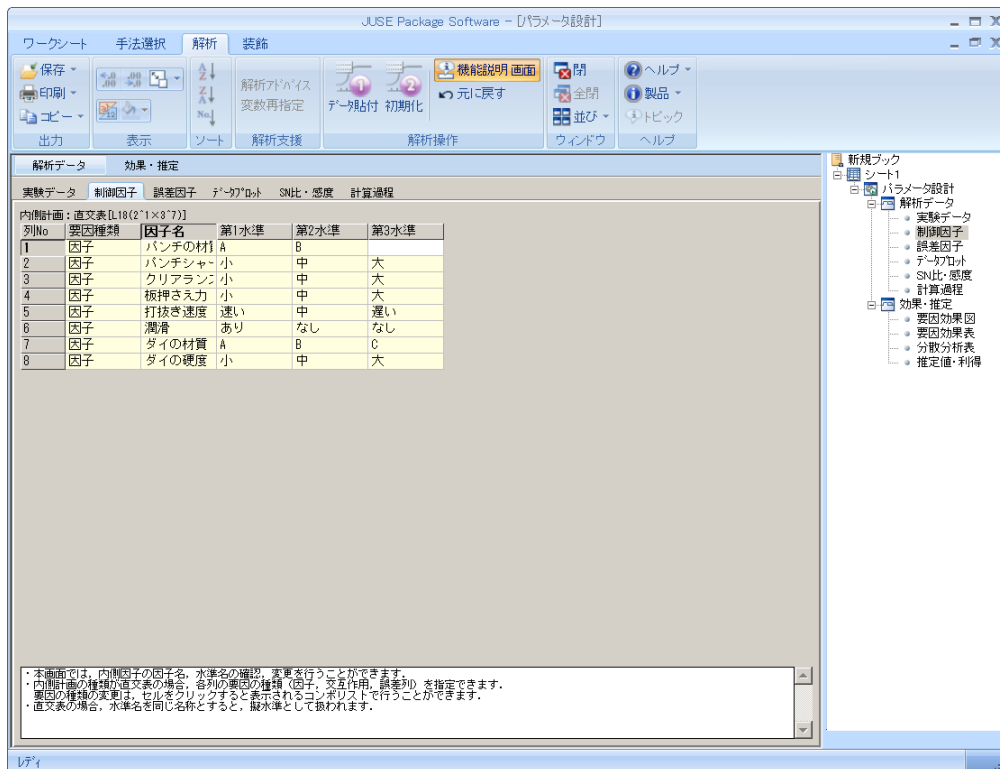 JUSE Package Software - [パラメータ設計]
ワークシート 手法選択 解析 装飾
保存 解析アドバイス 機能説明画面 閉 ヘルプ
印刷 変数再指定 データ貼付 初期化 元に戻す 全閉 製品
コピー 並び トピック
出力 表示 ソート 解析支援 解析操作 ウィンドウ ヘルプ
解析データ 効果・推定
実験データ 制御因子 誤差因子 データプロット SN比・感度 計算過程
内側計画:直交表[L18(2^1×3^7)]
列No 要因種類 因子名 第1水準 第2水準 第3水準
1 因子 パンチの材 A B
2 因子 パンチシャー 小 中 大
3 因子 クリアラン 小 中 大
4 因子 板押さえ力 小 中 大
5 因子 打抜き速度 速い 中 遅い
6 因子 潤滑 あり なし なし
7 因子 ダイの材質 A B C
8 因子 ダイの硬度 小 中 大
・本画面では,内側因子の因子名,水準名の確認,変更を行うことができます.
・内側計画の種類が直交表の場合,各列の要因の種類(因子,交互作用,誤差列)を指定できます.
要因の種類の変更は,セルをクリックすると表示されるコンボリストで行うことができます.
・直交表の場合,水準名を同じ名称とすると,擬水準として扱われます.
新規ブック
シート1
パラメータ設計
解析データ
実験データ
制御因子
誤差因子
データプロット
SN比・感度
計算過程
効果・推定
要因効果図
要因効果表
分散分析表
推定値・利得
レディ